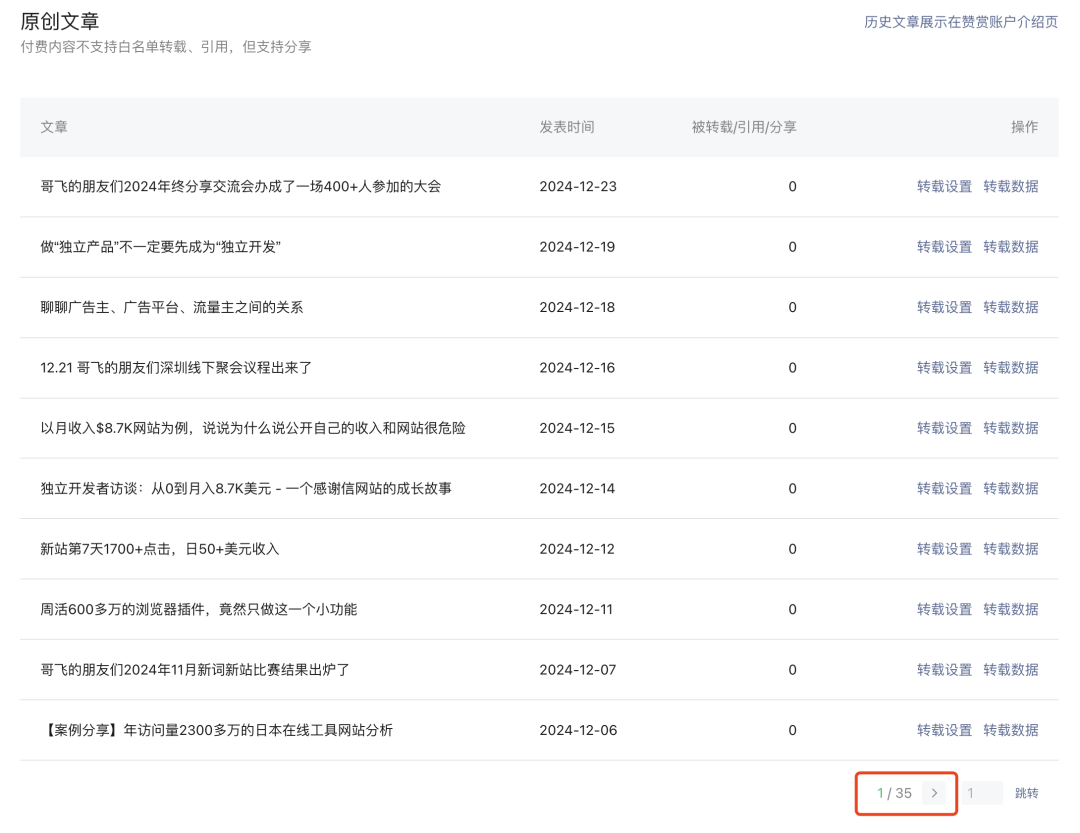 原创文章 历史文章展示在赞赏账户介绍页
付费内容不支持白名单转载、引用，但支持分享
文章 发表时间 被转载/引用/分享 操作
哥飞的朋友们2024年终分享交流会办成了一场400+人参加的大会 2024-12-23 0 转载设置 转载数据
做“独立产品”不一定要先成为“独立开发” 2024-12-19 0 转载设置 转载数据
聊聊广告主、广告平台、流量主之间的关系 2024-12-18 0 转载设置 转载数据
12.21 哥飞的朋友们深圳线下聚会议程出来了 2024-12-16 0 转载设置 转载数据
以月收入$8.7K网站为例，说说为什么说公开自己的收入和网站很危险 2024-12-15 0 转载设置 转载数据
独立开发者访谈：从0到月入8.7K美元 - 一个感谢信网站的成长故事 2024-12-14 0 转载设置 转载数据
新站第7天1700+点击，日50+美元收入 2024-12-12 0 转载设置 转载数据
周活600多万的浏览器插件，竟然只做这一个小功能 2024-12-11 0 转载设置 转载数据
哥飞的朋友们2024年11月新词新站比赛结果出炉了 2024-12-07 0 转载设置 转载数据
【案例分享】年访问量2300多万的日本在线工具网站分析 2024-12-06 0 转载设置 转载数据
1 / 35 > 1 跳转